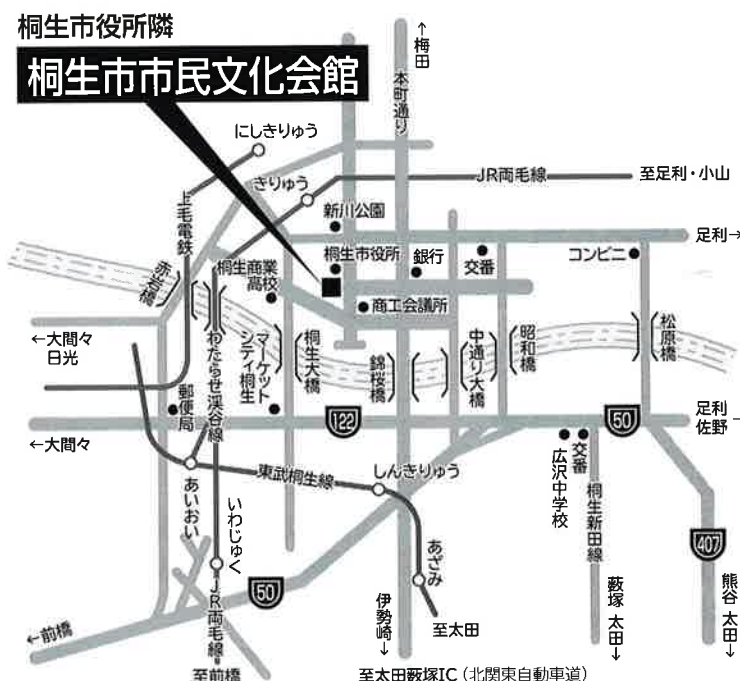 桐生市役所隣
桐生市市民文化会館
↑梅田
本町通り
にしきりゅう
きりゅう
JR両毛線
至足利・小山
上毛電鉄
新川公園
赤岩橋
桐生市役所
銀行
交番
コンビニ
足利→
桐生商業
高校
商工会議所
←大間々
日光
わたらせ渓谷線
マーケット
シティ桐生
桐生大橋
錦桜橋
中通り大橋
昭和橋
松原橋
郵便局
122
50
足利
佐野→
←大間々
東武桐生線
しんきりゅう
交番
広沢中学校
桐生新田線
あいおい
いわじゅく
あざみ
407
50
JR両毛線
伊勢崎↓
至太田
藪塚 太田↓
熊谷 太田↓
←前橋
至前橋
至太田藪塚IC(北関東自動車道)